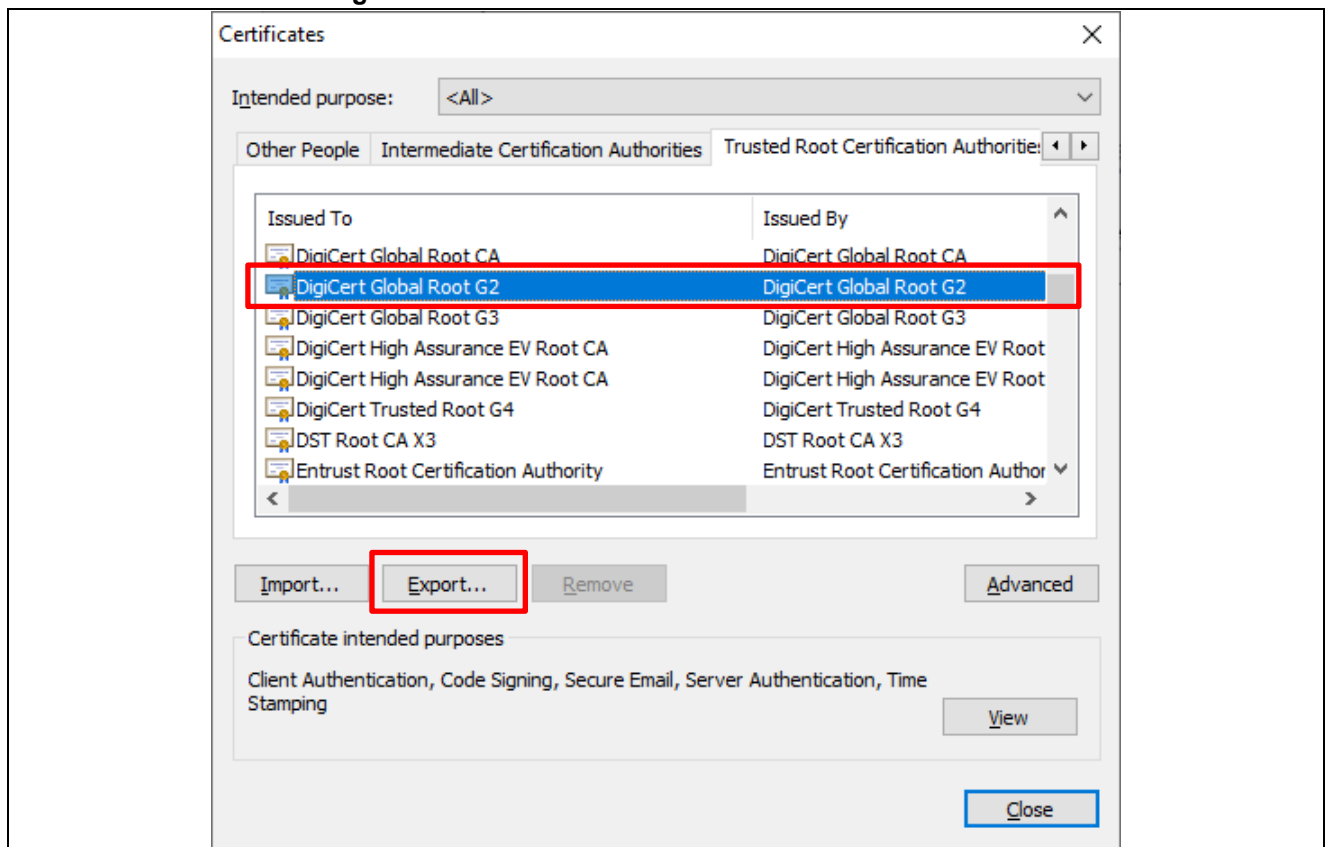 Certificates
Intended purpose: <All>
Other People Intermediate Certification Authorities Trusted Root Certification Authorities
Issued To Issued By
DigiCert Global Root CA DigiCert Global Root CA
DigiCert Global Root G2 DigiCert Global Root G2
DigiCert Global Root G3 DigiCert Global Root G3
DigiCert High Assurance EV Root CA DigiCert High Assurance EV Root
DigiCert High Assurance EV Root CA DigiCert High Assurance EV Root
DigiCert Trusted Root G4 DigiCert Trusted Root G4
DST Root CA X3 DST Root CA X3
Entrust Root Certification Authority Entrust Root Certification Author
Import... Export... Remove Advanced
Certificate intended purposes
Client Authentication, Code Signing, Secure Email, Server Authentication, Time
Stamping
View
Close